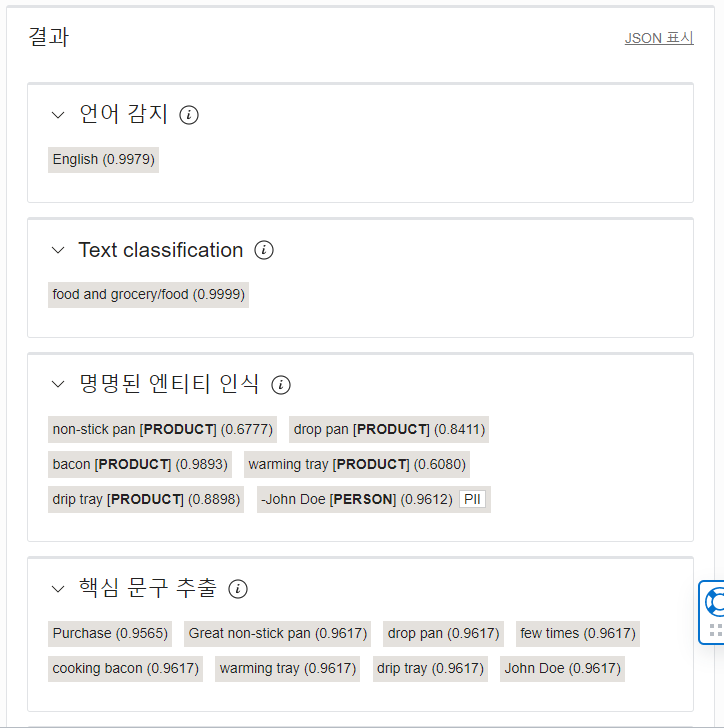 결과
JSON 표시
언어 감지
English (0.9979)
Text classification
food and grocery/food (0.9999)
명명된 엔티티 인식
non-stick pan [PRODUCT] (0.6777) drop pan [PRODUCT] (0.8411)
bacon [PRODUCT] (0.9893) warming tray [PRODUCT] (0.6080)
drip tray [PRODUCT] (0.8898) -John Doe [PERSON] (0.9612) PII
핵심 문구 추출
Purchase (0.9565) Great non-stick pan (0.9617) drop pan (0.9617) few times (0.9617)
cooking bacon (0.9617) warming tray (0.9617) drip tray (0.9617) John Doe (0.9617)